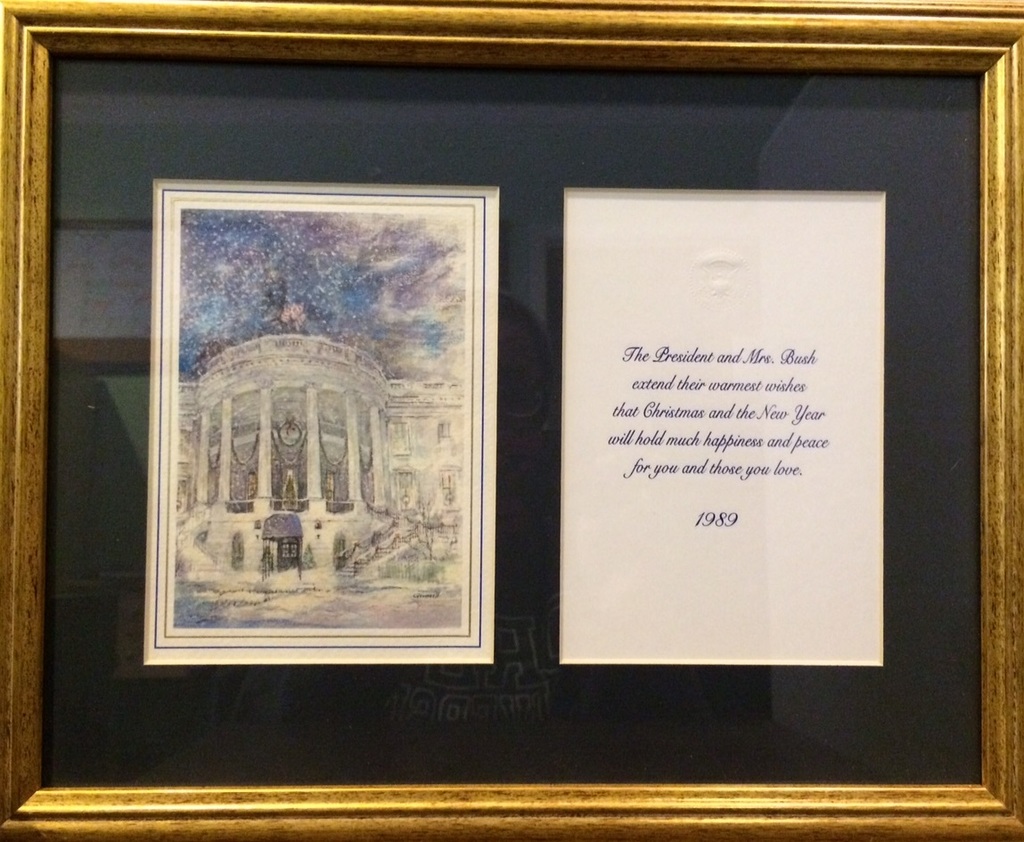 The President and Mrs. Bush
extend their warmest wishes
that Christmas and the New Year
will hold much happiness and peace
for you and those you love.
1989